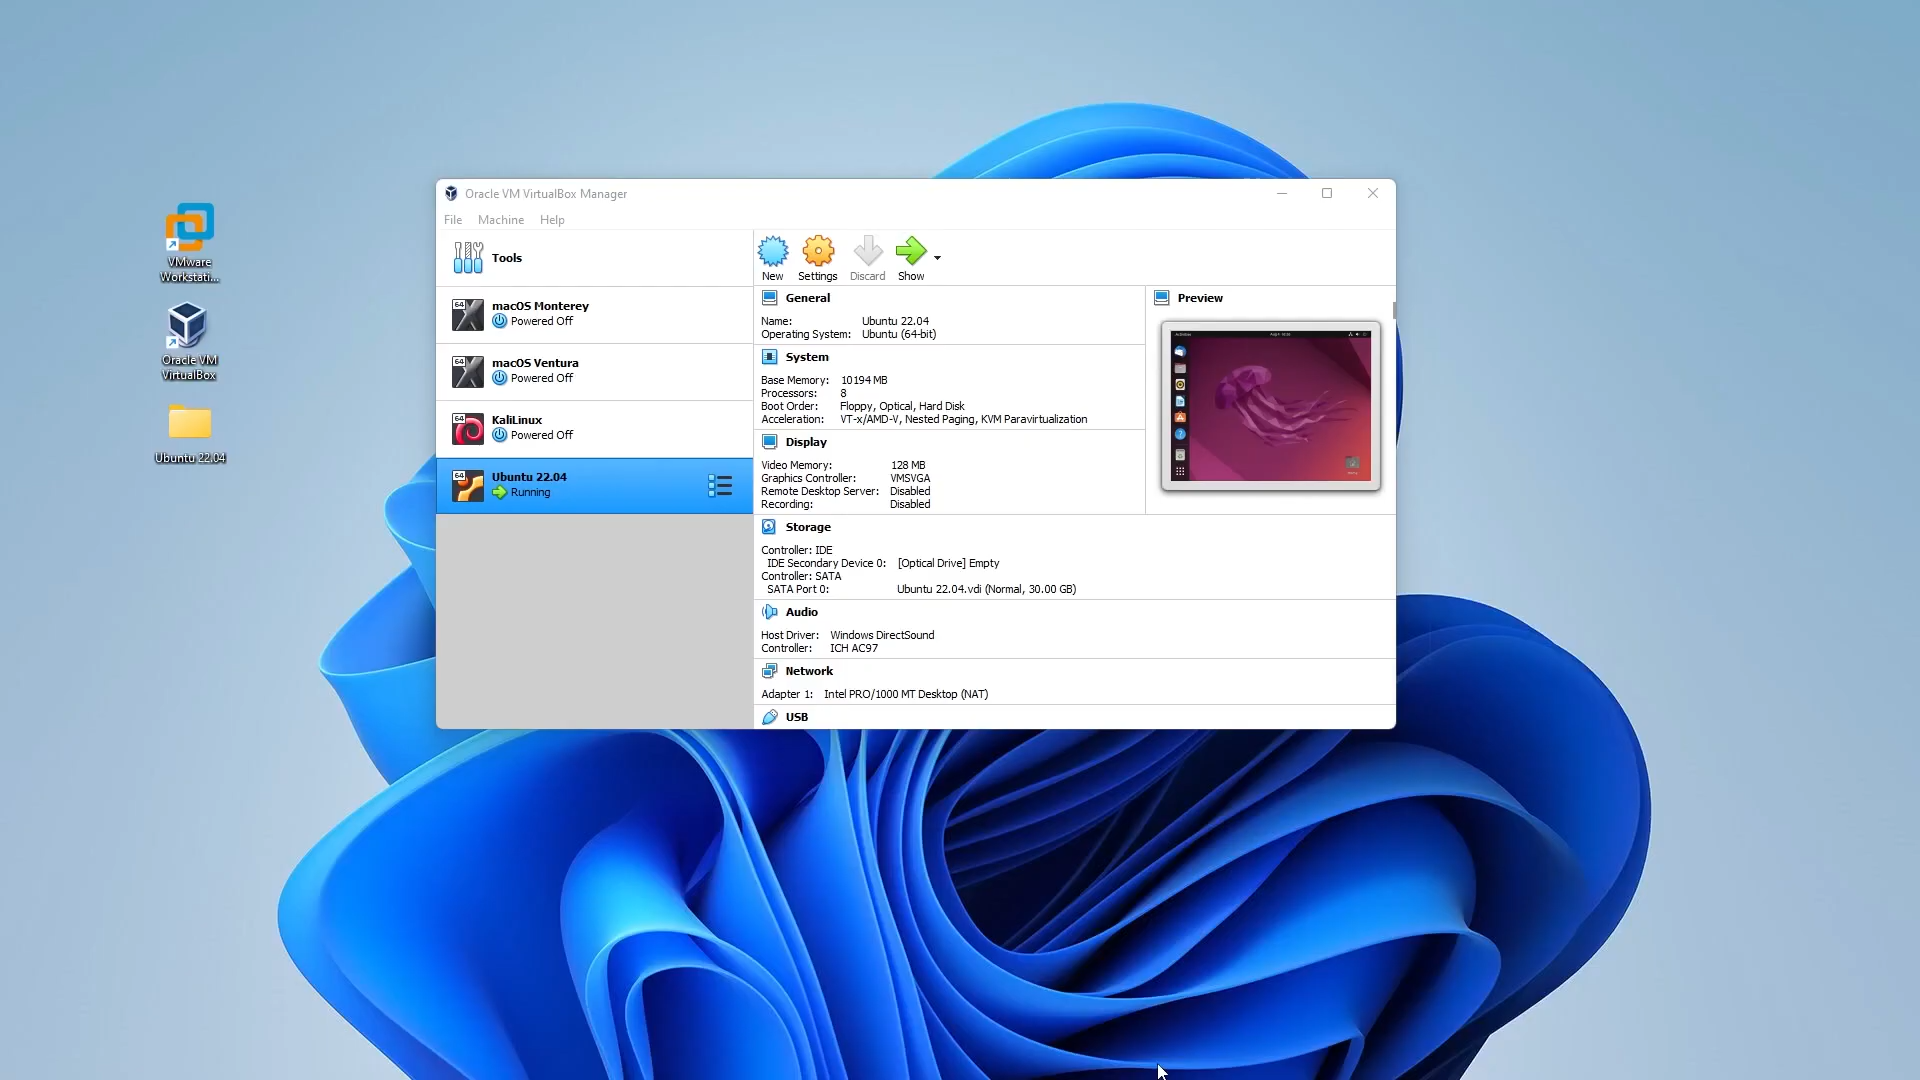 VMware
Workstati...
Oracle VM
VirtualBox
Ubuntu 22.04
Oracle VM VirtualBox Manager
File Machine Help
Tools
64
macOS Monterey
Powered Off
64
macOS Ventura
Powered Off
64
KaliLinux
Powered Off
64
Ubuntu 22.04
Running
New Settings Discard Show
General
Name: Ubuntu 22.04
Operating System: Ubuntu (64-bit)
System
Base Memory: 10194 MB
Processors: 8
Boot Order: Floppy, Optical, Hard Disk
Acceleration: VT-x/AMD-V, Nested Paging, KVM Paravirtualization
Display
Video Memory: 128 MB
Graphics Controller: VMSVGA
Remote Desktop Server: Disabled
Recording: Disabled
Storage
Controller: IDE
IDE Secondary Device 0: [Optical Drive] Empty
Controller: SATA
SATA Port 0: Ubuntu 22.04.vdi (Normal, 30.00 GB)
Audio
Host Driver: Windows DirectSound
Controller: ICH AC97
Network
Adapter 1: Intel PRO/1000 MT Desktop (NAT)
USB
Preview